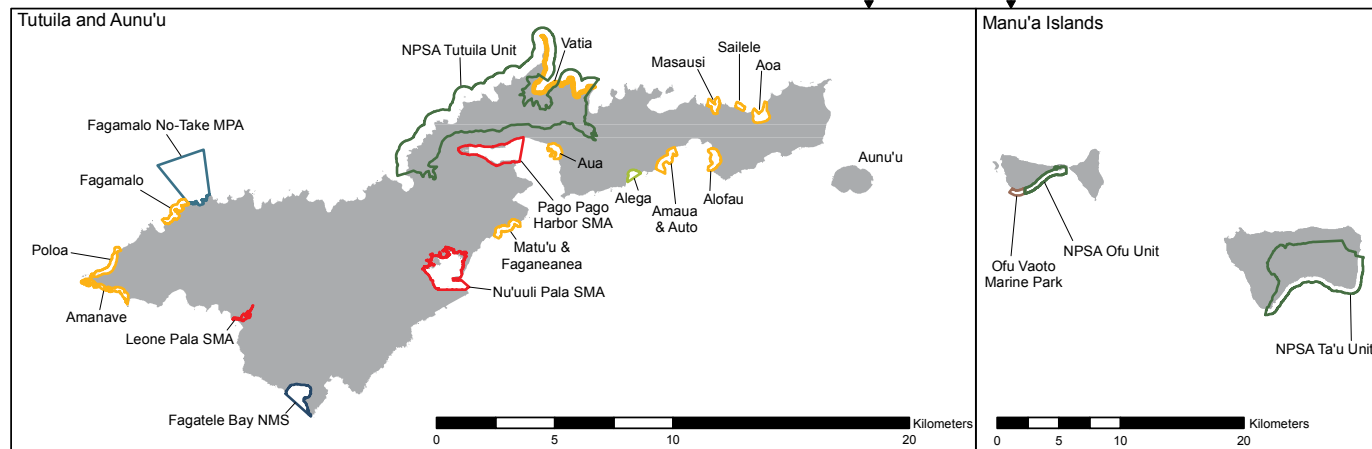 Tutuila and Aunu'u
NPSA Tutuila Unit
Vatia
Masausi
Sailele
Aoa
Fagamalo No-Take MPA
Fagamalo
Aua
Aunu'u
Alega
Amaua
& Auto
Alofau
Pago Pago
Harbor SMA
Poloa
Matu'u &
Faganeanea
Nu'uuli Pala SMA
Amanave
Leone Pala SMA
Fagatele Bay NMS
Kilometers
0 5 10 20
Manu'a Islands
NPSA Ofu Unit
Ofu Vaoto
Marine Park
NPSA Ta'u Unit
Kilometers
0 5 10 20